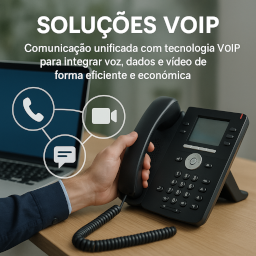 SOLUÇÕES VOIP
Comunicação unificada com tecnologia VOIP
para integrar voz, dados e vídeo de
forma eficiente e económica